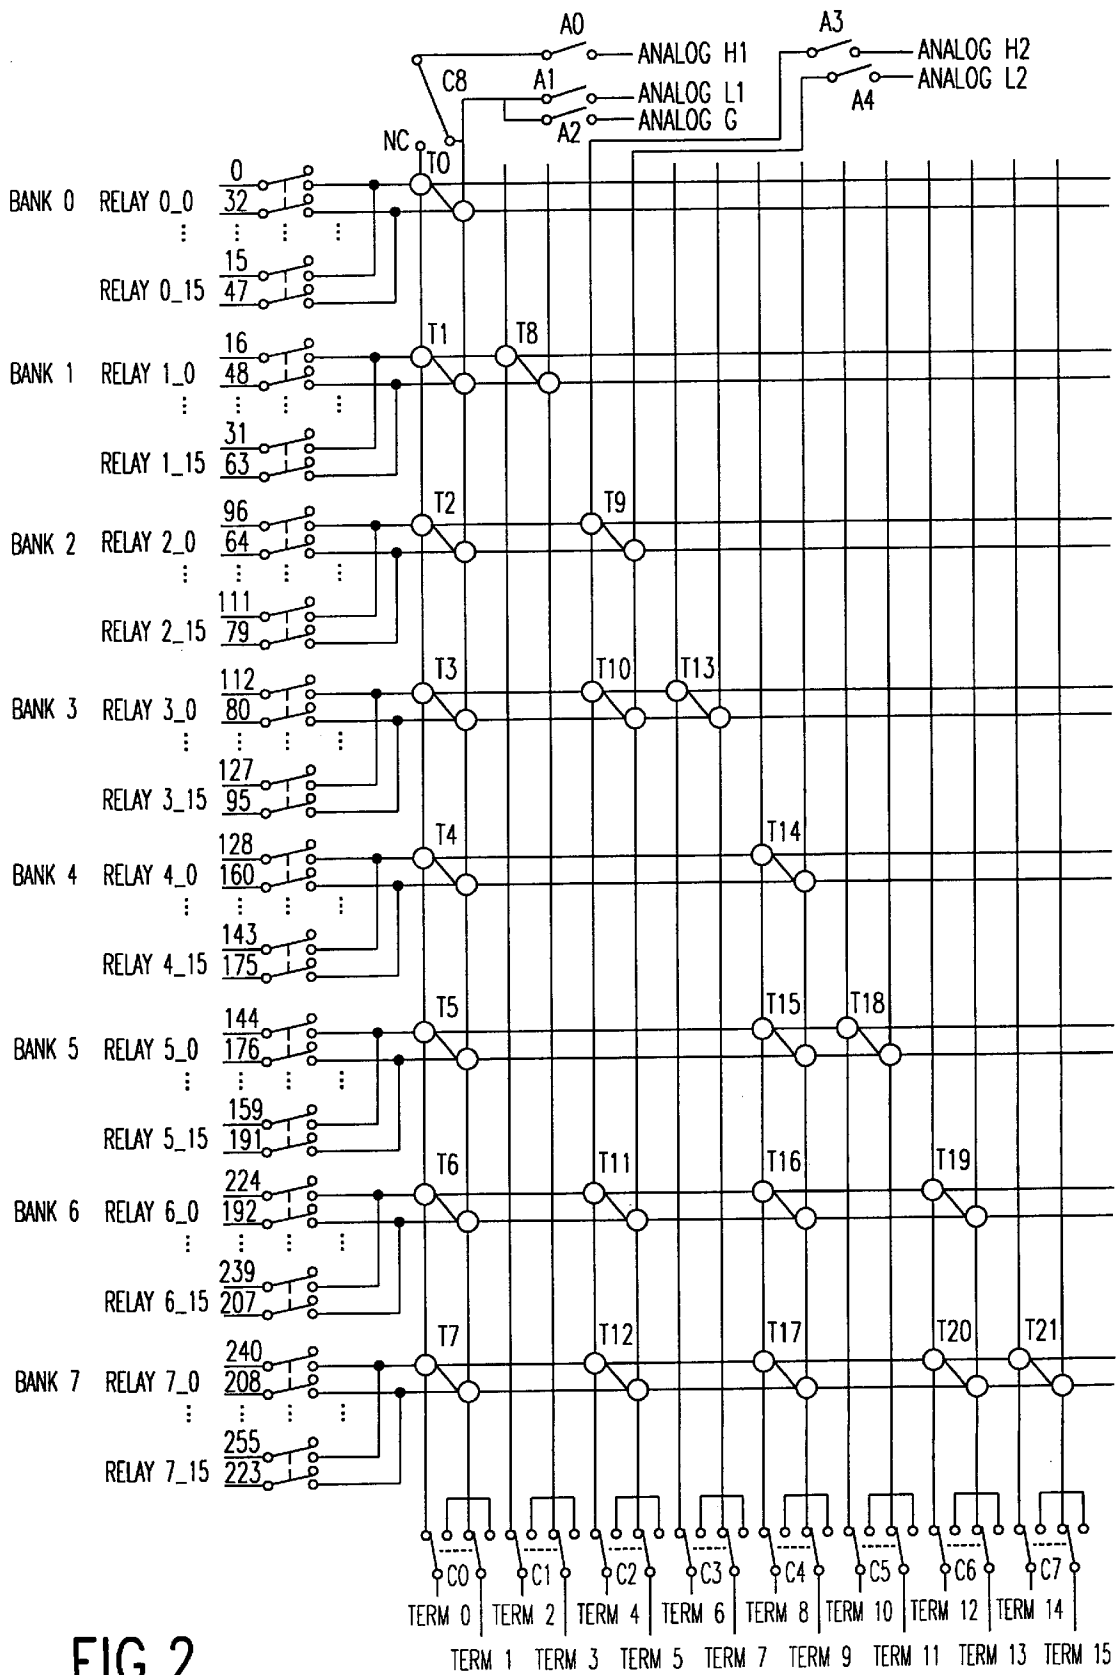 A0
ANALOG H1
A3
ANALOG H2
C8
A1
ANALOG L1
ANALOG L2
A4
A2
ANALOG G
NC
T0
0
BANK 0 RELAY 0_0 32
15
RELAY 0_15 47
T1 T8
16
BANK 1 RELAY 1_0 48
31
RELAY 1_15 63
T2 T9
96
BANK 2 RELAY 2_0 64
111
RELAY 2_15 79
T3 T10 T13
112
BANK 3 RELAY 3_0 80
127
RELAY 3_15 95
T4 T14
128
BANK 4 RELAY 4_0 160
143
RELAY 4_15 175
T5 T15 T18
144
BANK 5 RELAY 5_0 176
159
RELAY 5_15 191
T6 T11 T16 T19
224
BANK 6 RELAY 6_0 192
239
RELAY 6_15 207
T7 T12 T17 T20 T21
240
BANK 7 RELAY 7_0 208
255
RELAY 7_15 223
C0 C1 C2 C3 C4 C5 C6 C7
TERM 0 TERM 2 TERM 4 TERM 6 TERM 8 TERM 10 TERM 12 TERM 14
TERM 1 TERM 3 TERM 5 TERM 7 TERM 9 TERM 11 TERM 13 TERM 15
FIG 2